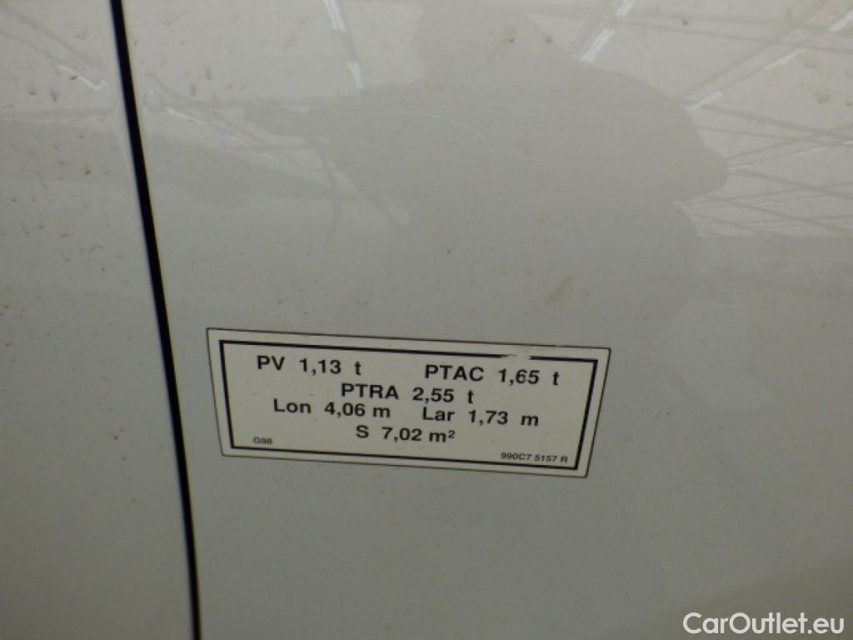 PV 1,13 t PTAC 1,65 t
PTRA 2,55 t
Lon 4,06 m Lar 1,73 m
S 7,02 m²
G98 990C7 5157 R
CarOutlet.eu